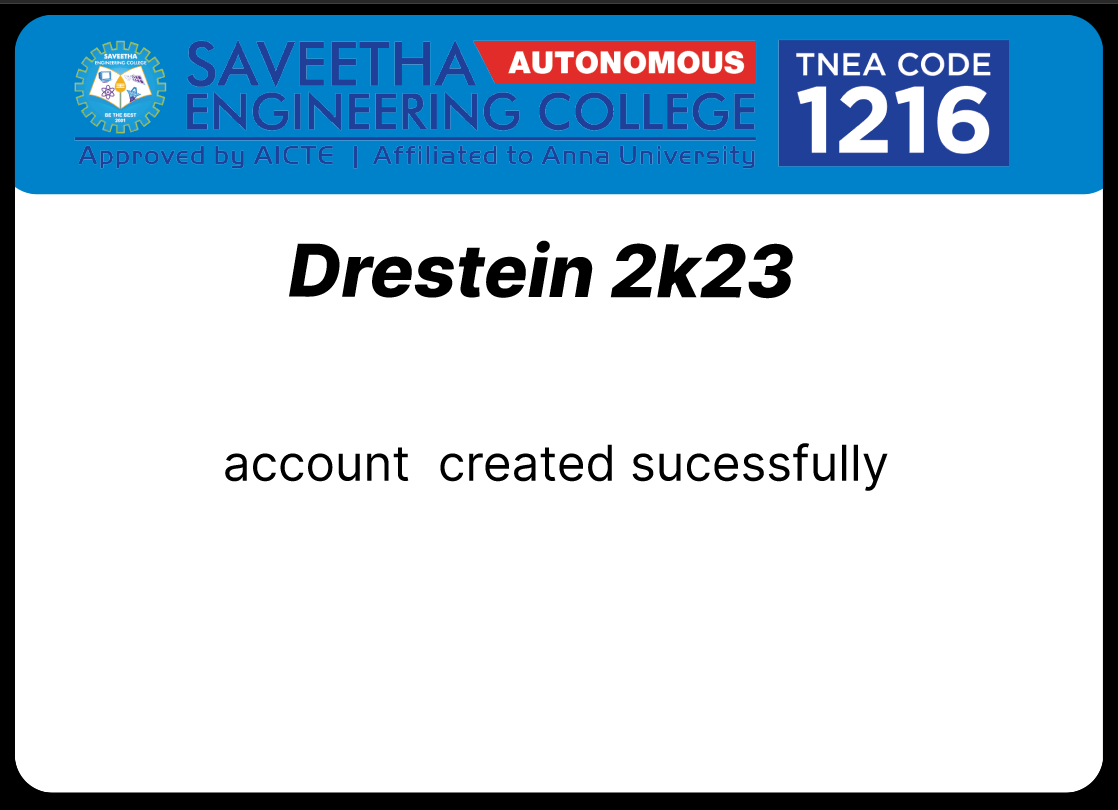 SAVEETHA
ENGINEERING COLLEGE
BE THE BEST
2001
SAVEETHA AUTONOMOUS
ENGINEERING COLLEGE
Approved by AICTE | Affiliated to Anna University
TNEA CODE
1216
Drestein 2k23
account created sucessfully